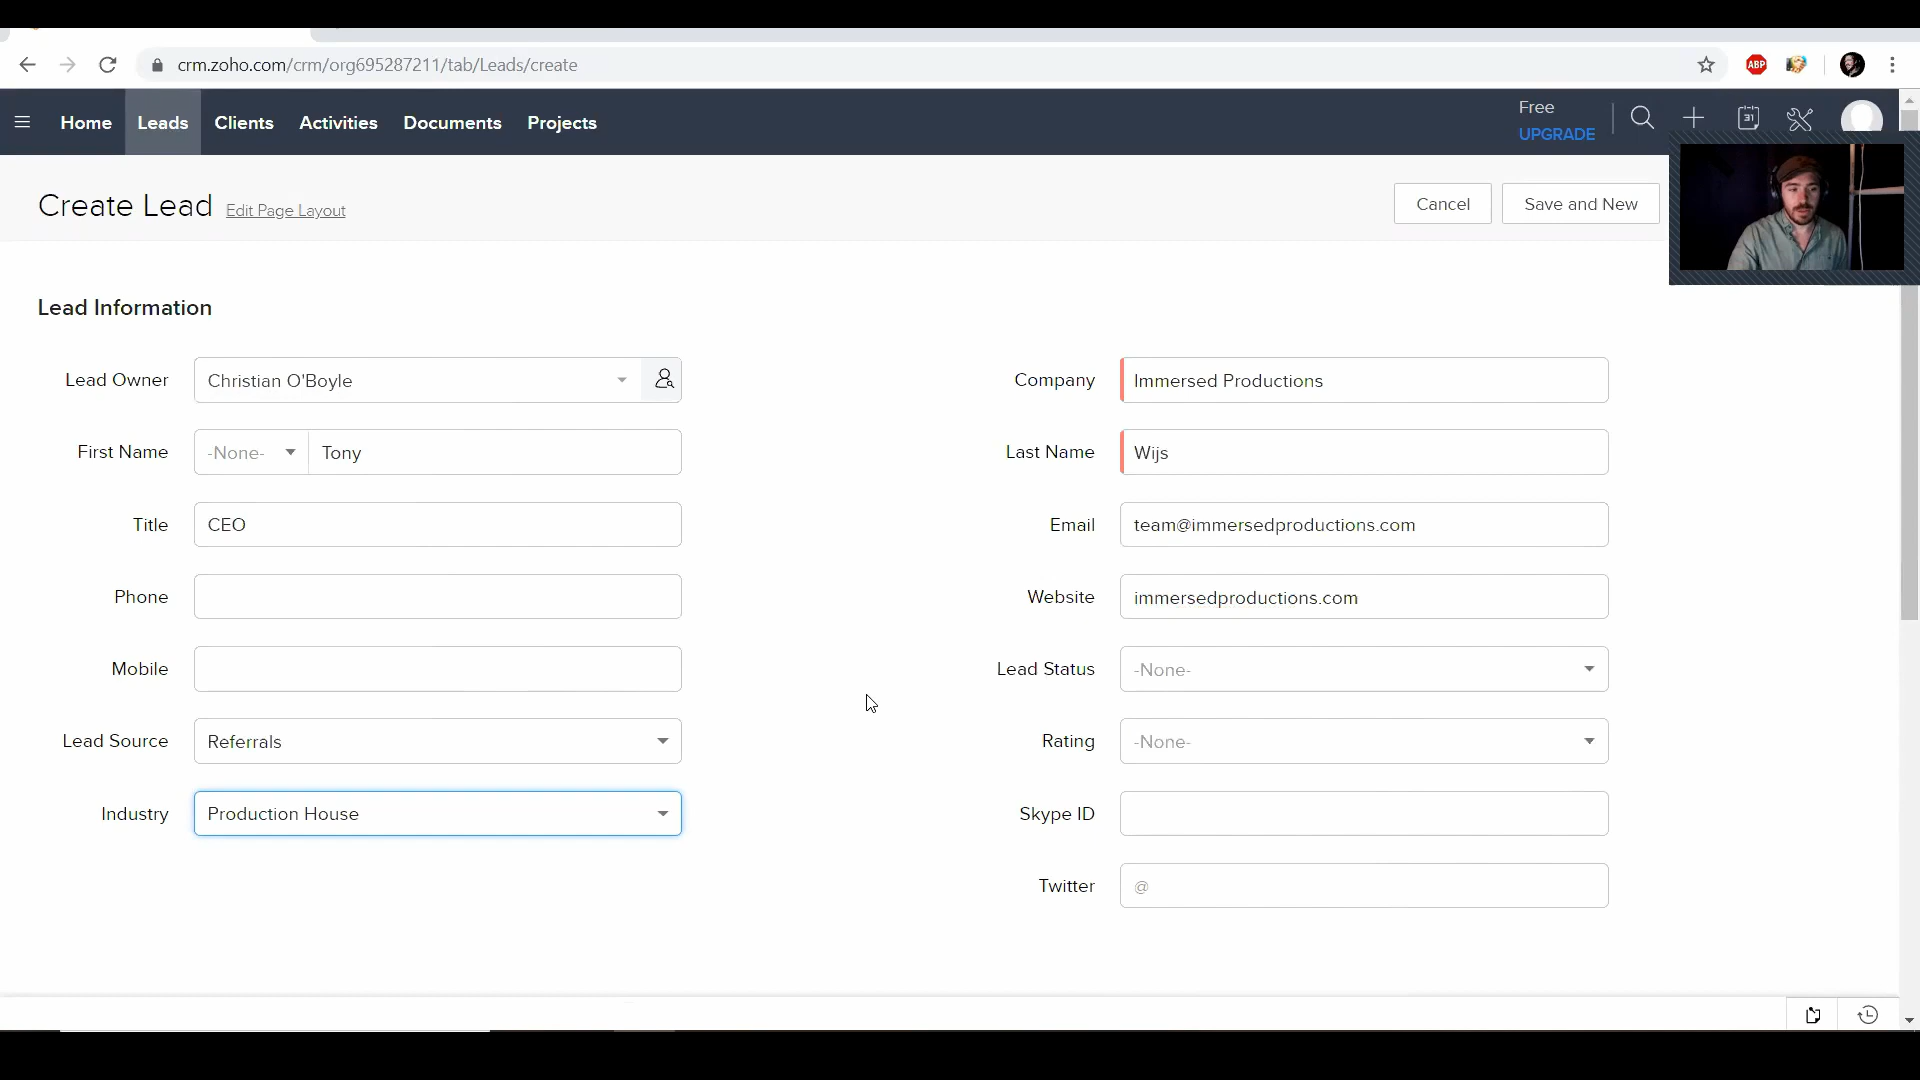 crm.zoho.com/crm/org695287211/tab/Leads/create
ABP
Home Leads Clients Activities Documents Projects
Free
UPGRADE
31
Create Lead Edit Page Layout
Cancel Save and New
Lead Information
Lead Owner Christian O'Boyle
Company Immersed Productions
First Name -None- Tony
Last Name Wijs
Title CEO
Email team@immersedproductions.com
Phone
Website immersedproductions.com
Mobile
Lead Status -None-
Lead Source Referrals
Rating -None-
Industry Production House
Skype ID
Twitter @